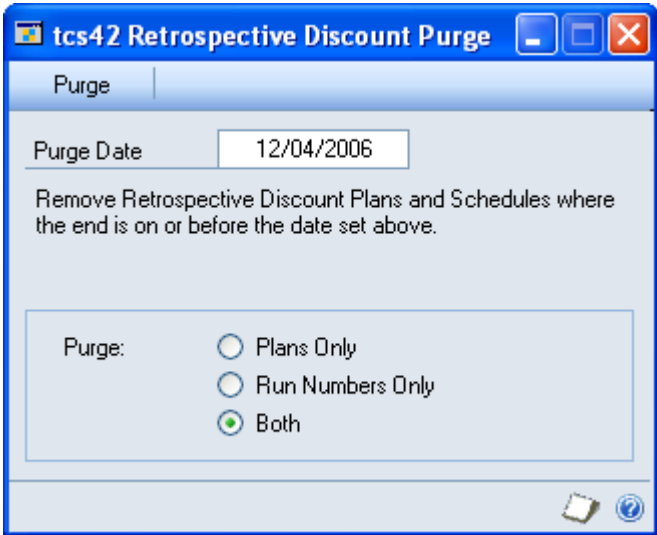 tcs42 Retrospective Discount Purge
Purge
Purge Date 12/04/2006
Remove Retrospective Discount Plans and Schedules where
the end is on or before the date set above.
Purge: Plans Only
Run Numbers Only
Both
?